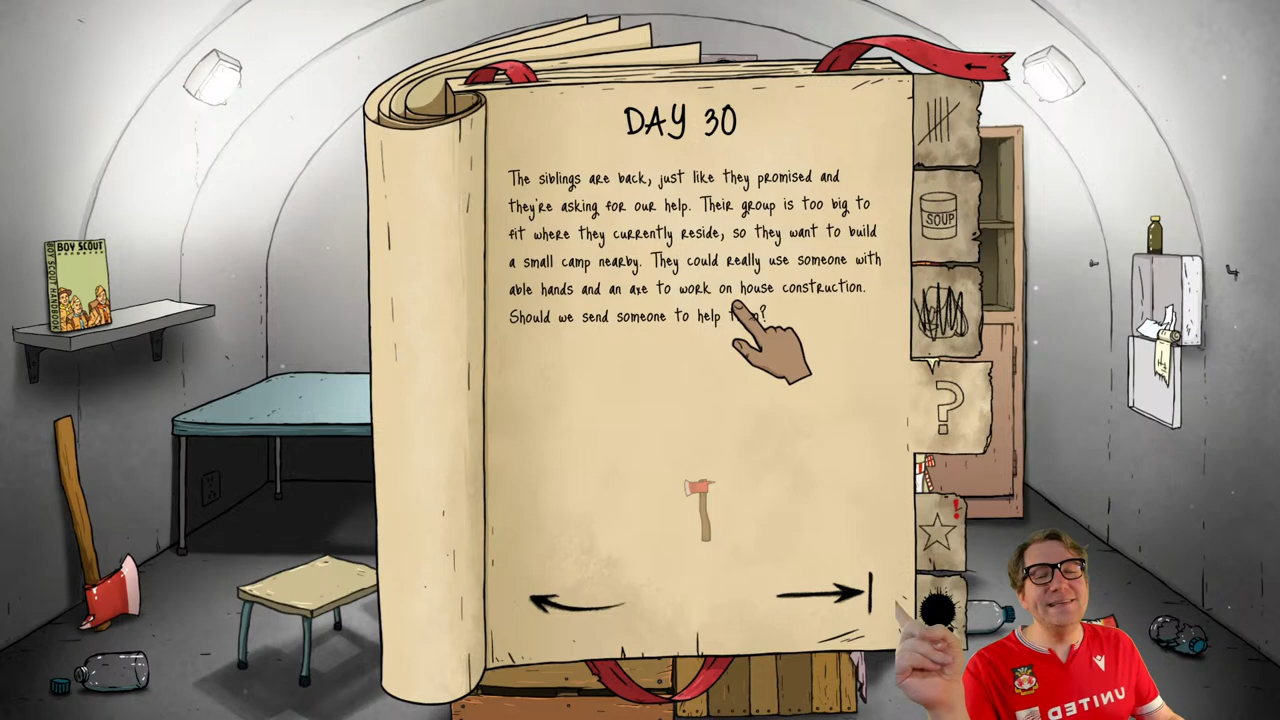 DAY 30
The siblings are back, just like they promised and
they're asking for our help. Their group is too big to
fit where they currently reside, so they want to build
a small camp nearby. They could really use someone with
able hands and an axe to work on house construction.
Should we send someone to help
BOY SCOUT
BOY SCOUT HANDBOOK
SOUP
UNITED